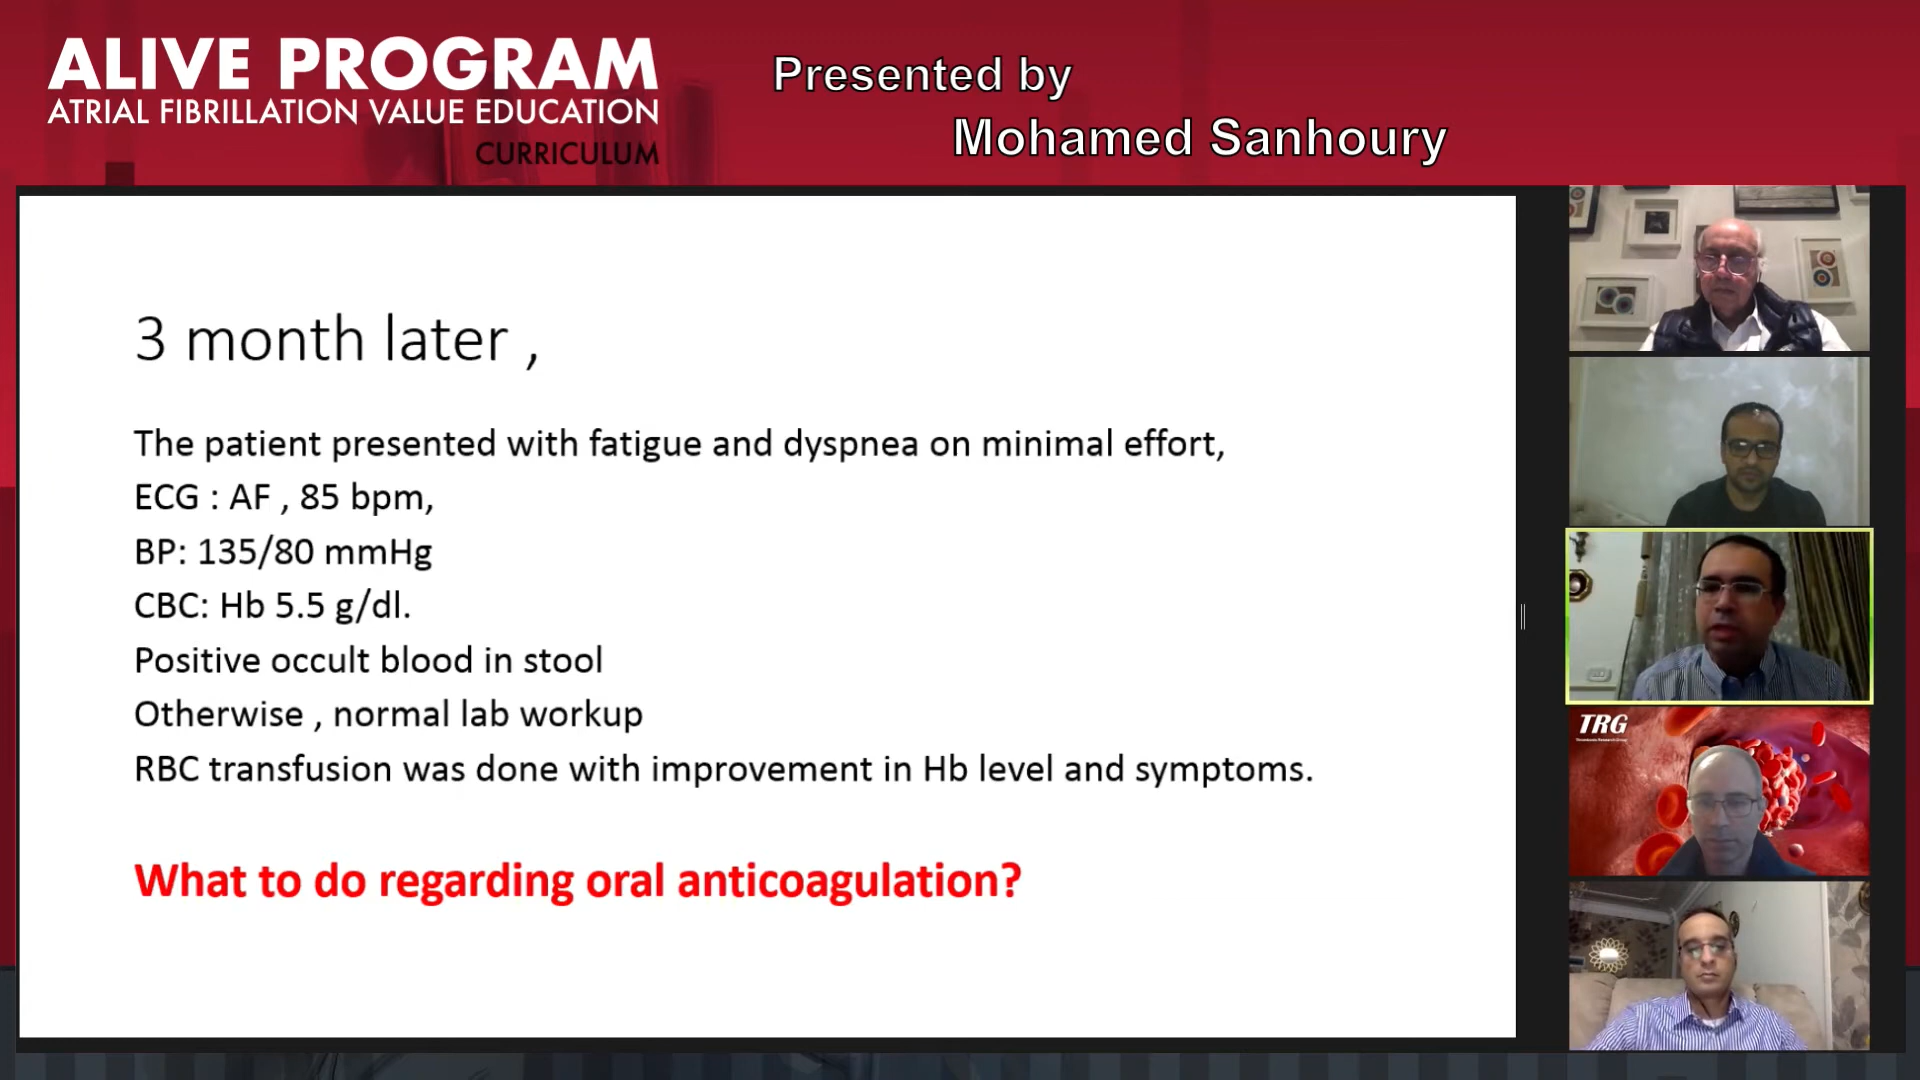 ALIVE PROGRAM
ATRIAL FIBRILLATION VALUE EDUCATION
CURRICULUM
Presented by
Mohamed Sanhoury
3 month later ,
The patient presented with fatigue and dyspnea on minimal effort,
ECG : AF , 85 bpm,
BP: 135/80 mmHg
CBC: Hb 5.5 g/dl.
Positive occult blood in stool
Otherwise , normal lab workup
RBC transfusion was done with improvement in Hb level and symptoms.
What to do regarding oral anticoagulation?
TRG